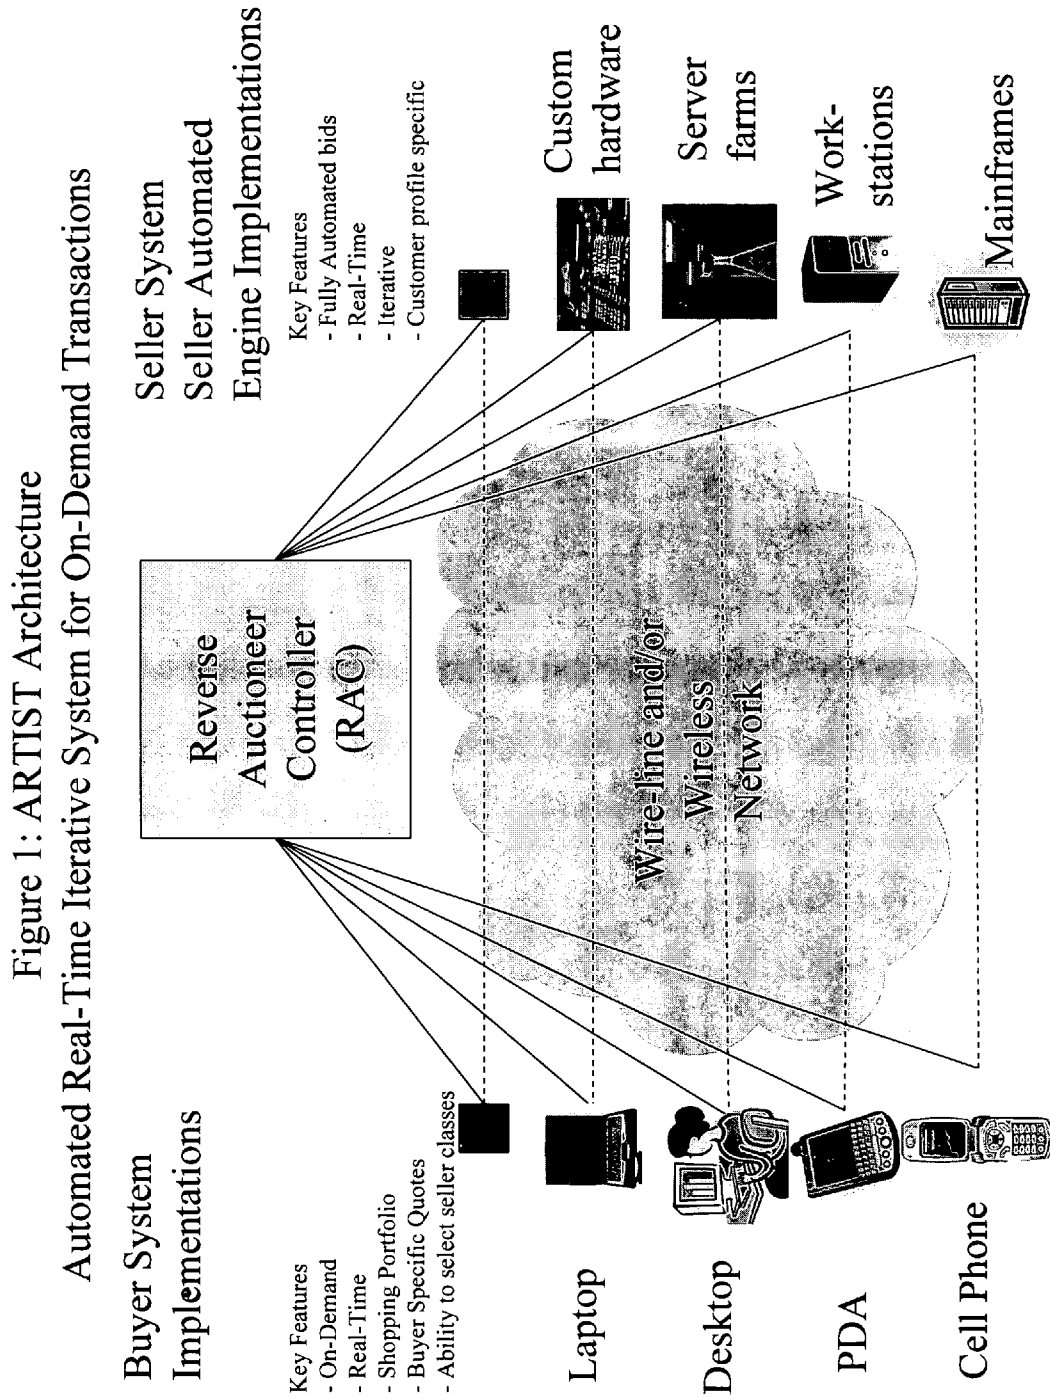 Figure 1: ARTIST Architecture
Automated Real-Time Iterative System for On-Demand Transactions
Buyer System
Implementations
Key Features
- On-Demand
- Real-Time
- Shopping Portfolio
- Buyer Specific Quotes
- Ability to select seller classes
Laptop
Desktop
PDA
Cell Phone
Reverse
Auctioneer
Controller
(RAC)
Wire-line and/or
Wireless
Network
Seller System
Seller Automated
Engine Implementations
Key Features
- Fully Automated bids
- Real-Time
- Iterative
- Customer profile specific
Custom
hardware
Server
farms
Work-
stations
Mainframes